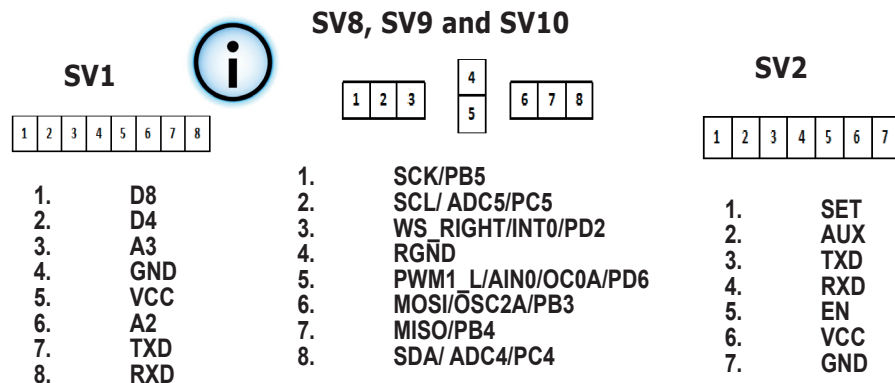 SV8, SV9 and SV10
SV1
i
SV2
1 2 3 4 5 6 7 8
1 2 3
4
5
6 7 8
1 2 3 4 5 6 7
1. D8
2. D4
3. A3
4. GND
5. VCC
6. A2
7. TXD
8. RXD
1. SCK/PB5
2. SCL/ ADC5/PC5
3. WS_RIGHT/INT0/PD2
4. RGND
5. PWM1_L/AIN0/OC0A/PD6
6. MOSI/OSC2A/PB3
7. MISO/PB4
8. SDA/ ADC4/PC4
1. SET
2. AUX
3. TXD
4. RXD
5. EN
6. VCC
7. GND